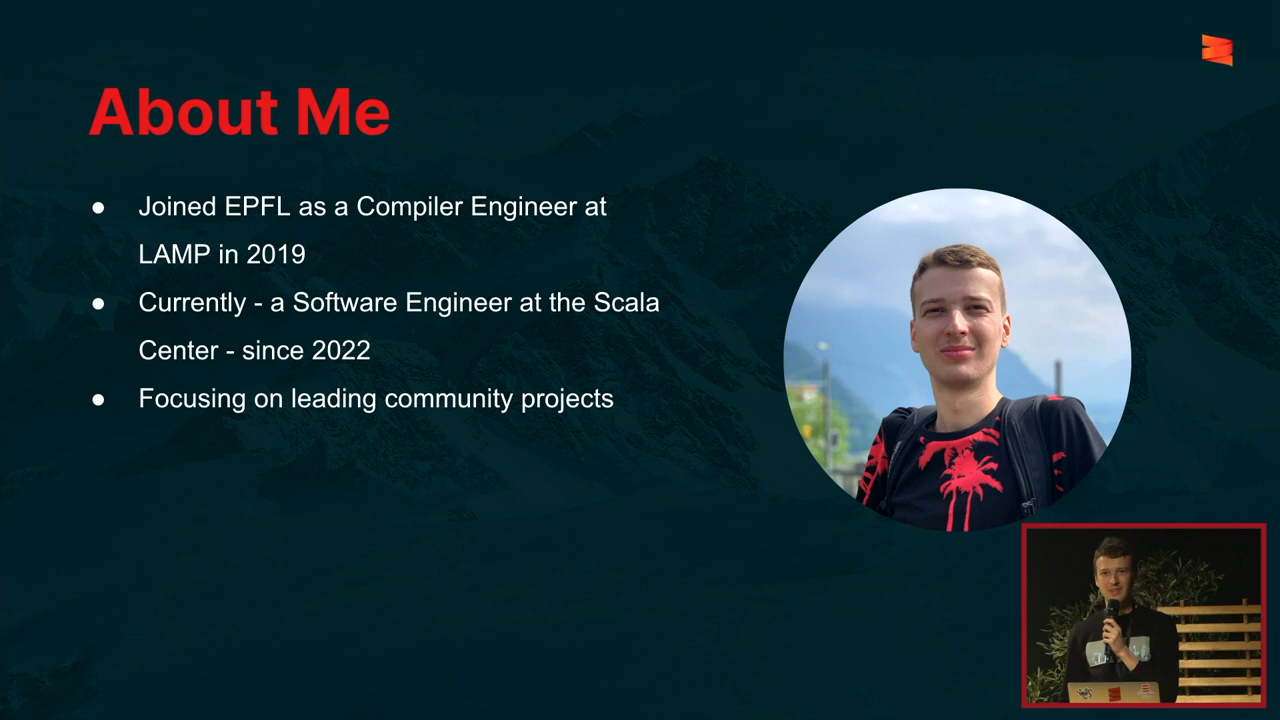 About Me
● Joined EPFL as a Compiler Engineer at
LAMP in 2019
● Currently - a Software Engineer at the Scala
Center - since 2022
● Focusing on leading community projects